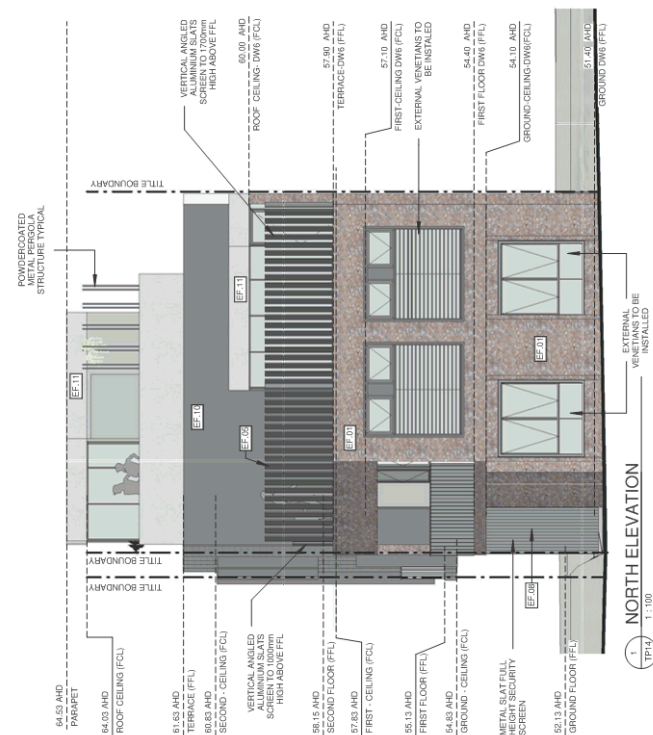 POWDERCOATED
METAL PERGOLA
STRUCTURE TYPICAL
TITLE BOUNDARY
VERTICAL ANGLED
ALUMINIUM SLATS
SCREEN TO 1700mm
HIGH ABOVE FFL
60.00 AHD
ROOF CEILING- DW6 (FCL)
57.90 AHD
TERRACE-DW6 (FFL)
57.10 AHD
FIRST-CEILING DW6 (FCL)
EXTERNAL VENETIANS TO
BE INSTALED
54.40 AHD
FIRST FLOOR DW6 (FFL)
54.10 AHD
GROUND-CEILING-DW6(FCL)
51.40 AHD
GROUND DW6 (FFL)
EF.11
EF.11
EF.10
EF.05
EF.01
EF.01
EF.08
EXTERNAL
VENETIANS TO BE
INSTALLED
TITLE BOUNDARY
TITLE BOUNDARY
64.53 AHD
PARAPET
64.03 AHD
ROOF CEILING (FCL)
61.63 AHD
TERRACE (FFL)
60.83 AHD
SECOND - CEILING (FCL)
VERTICAL ANGLED
ALUMINIUM SLATS
SCREEN TO 1000mm
HIGH ABOVE FFL
58.15 AHD
SECOND FLOOR (FFL)
57.83 AHD
FIRST - CEILING (FCL)
55.13 AHD
FIRST FLOOR (FFL)
54.83 AHD
GROUND - CEILING (FCL)
METAL SLAT FULL
HEIGHT SECURITY
SCREEN
52.13 AHD
GROUND FLOOR (FFL)
1
TP14
NORTH ELEVATION
1 : 100